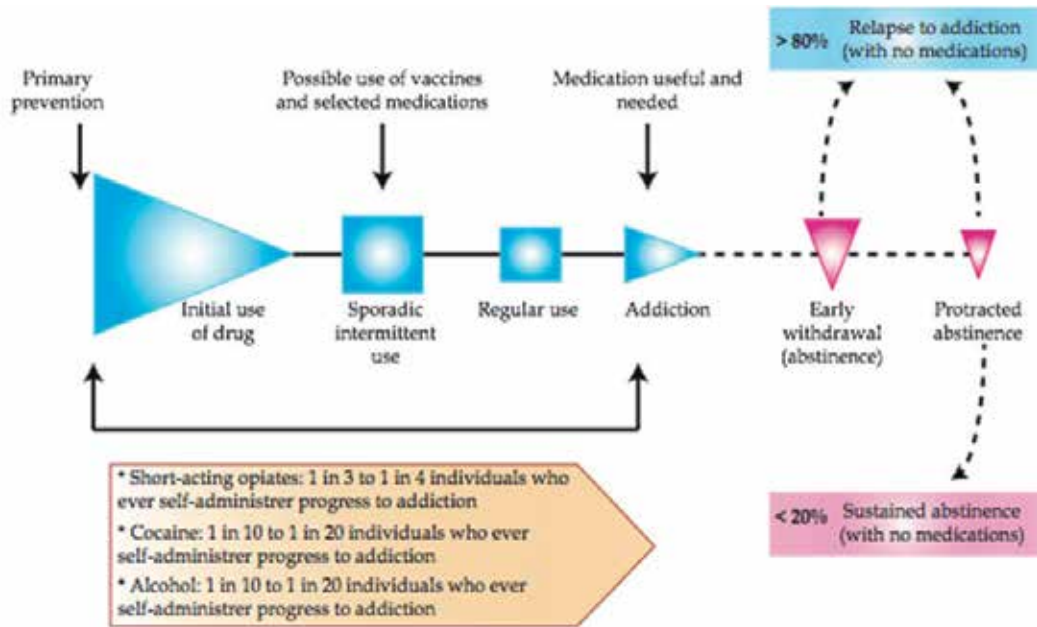 Primary
prevention
Possible use of vaccines
and selected medications
Medication useful and
needed
> 80% Relapse to addiction
(with no medications)
Initial use
of drug
Sporadic
intermittent
use
Regular use
Addiction
Early
withdrawal
(abstinence)
Protracted
abstinence
* Short-acting opiates: 1 in 3 to 1 in 4 individuals who
ever self-administrer progress to addiction
* Cocaine: 1 in 10 to 1 in 20 individuals who ever
self-administrer progress to addiction
* Alcohol: 1 in 10 to 1 in 20 individuals who ever
self-administrer progress to addiction
< 20% Sustained abstinence
(with no medications)